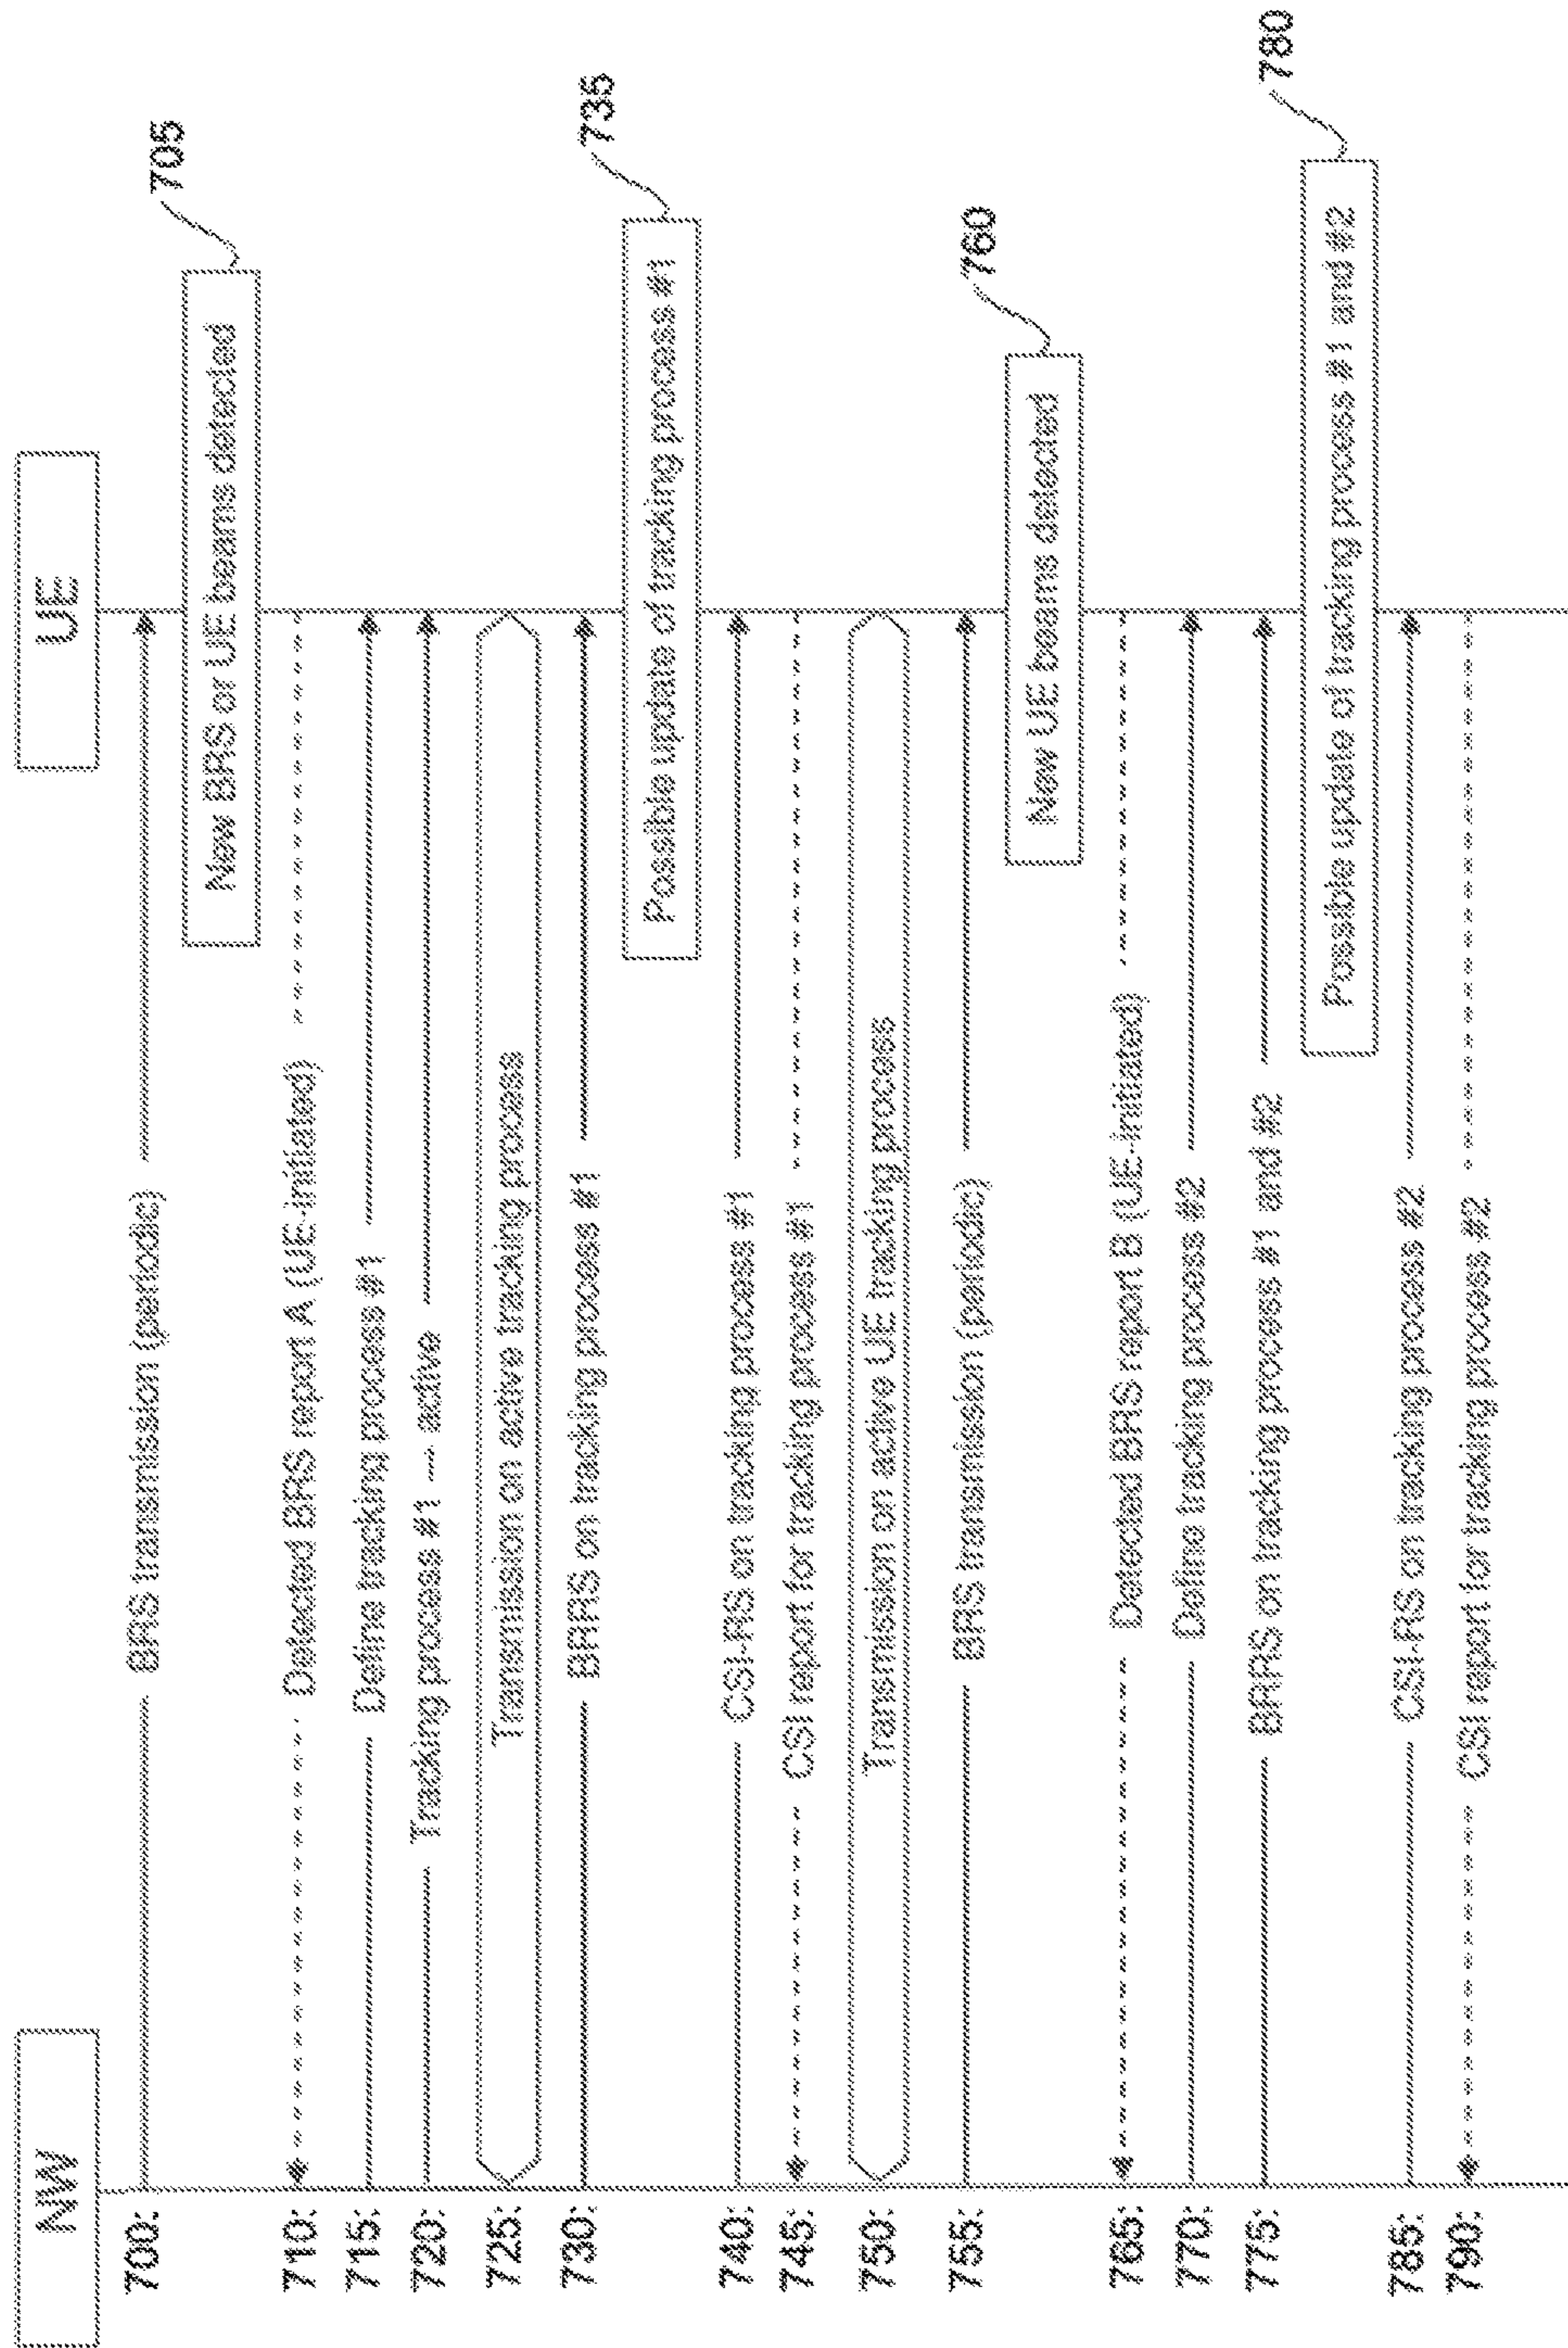 NW
UE
700:
BRS transmission (periodic)
New BRS or UE beams detected
705
710:
Detected BRS report A (UE-initiated)
715:
Define tracking process #1
720:
Tracking process #1 --- active
725:
Transmission on active tracking process
730:
BRRS on tracking process #1
Possible update of tracking process #1
735
740:
CSI-RS on tracking process #1
745:
CSI report for tracking process #1
750:
Transmission on active UE tracking process
755:
BRS transmission (periodic)
New UE beams detected
760
765:
Detected BRS report B (UE-initiated)
770:
Define tracking process #2
775:
BRRS on tracking process #1 and #2
Possible update of tracking process #1 and #2
780
785:
CSI-RS on tracking process #2
790:
CSI report for tracking process #2